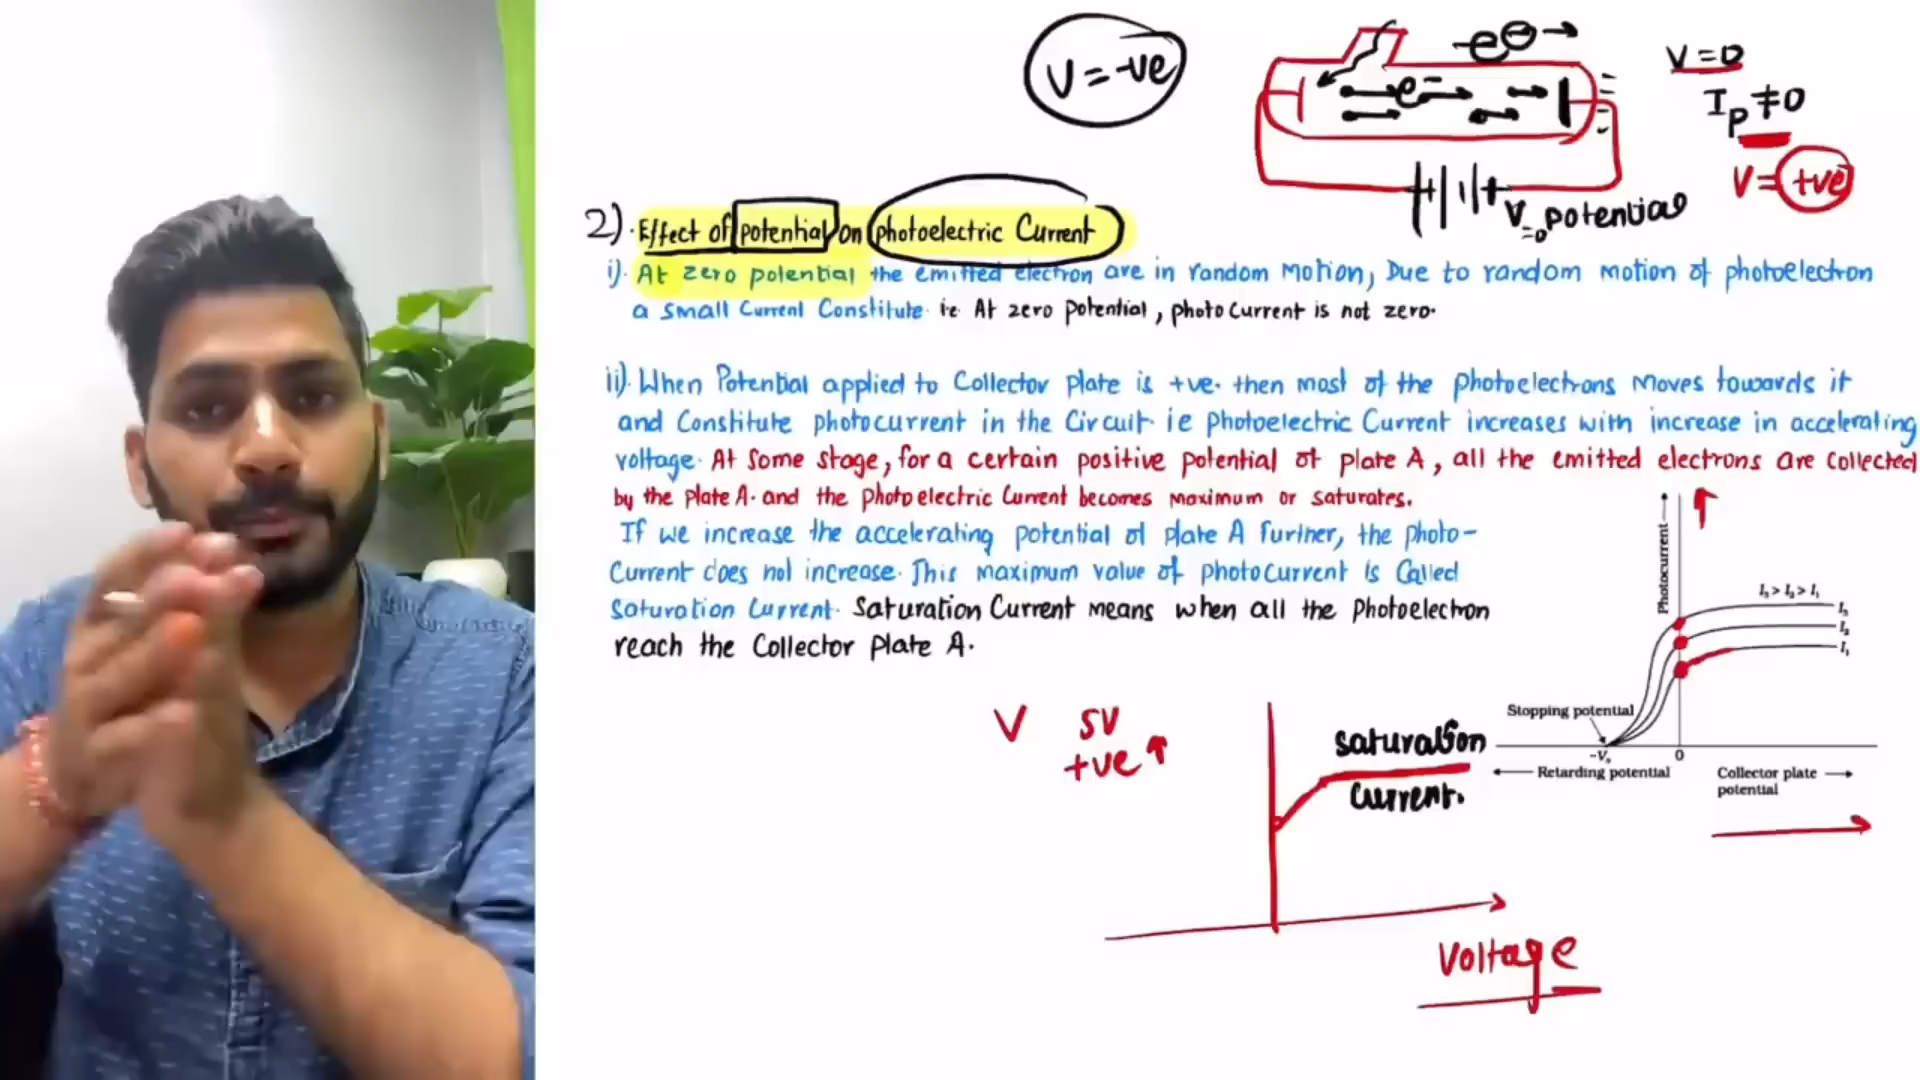 V = -ve
-e⊖ →
e⁻
V=0
Ip ≠ 0
V = +ve
V=0 potential
2). Effect of potential on photoelectric Current
i). At zero potential the emitted electron are in random motion, Due to random motion of photoelectron
a small Current Constitute i.e At zero Potential, photo Current is not zero.
ii). When Potential applied to Collector plate is +ve. then most of the photoelectrons Moves towards it
and Constitute photocurrent in the Circuit. ie Photoelectric Current increases with increase in accelerating
voltage. At some stage, for a certain positive potential of plate A, all the emitted electrons are collected
by the plate A. and the photoelectric Current becomes maximum or saturates.
If we increase the accelerating potential of plate A further, the photo-
Current does not increase. This maximum value of photocurrent is Called
Saturation Current. Saturation Current means when all the Photoelectron
reach the Collector plate A.
Photocurrent →
I₃ > I₂ > I₁
I₃
I₂
I₁
Stopping potential
-V₀
0
← Retarding potential
Collector plate →
potential
V
5V
+ve ↑
Saturation
Current.
Voltage